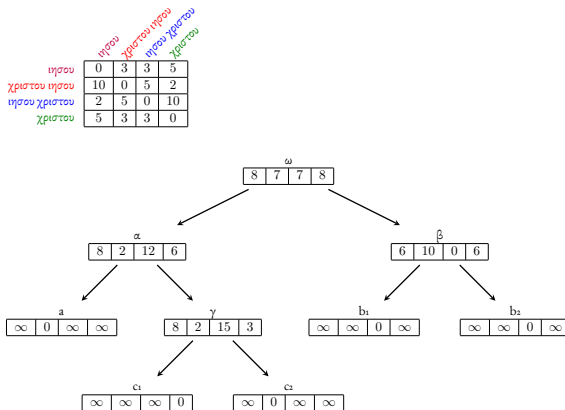 ιησου χριστου ιησου ιησου χριστου χριστου
ιησου 0 3 3 5
χριστου ιησου 10 0 5 2
ιησου χριστου 2 5 0 10
χριστου 5 3 3 0
ω
8 7 7 8
α β
8 2 12 6 6 10 0 6
a γ b1 b2
∞ 0 ∞ ∞ 8 2 15 3 ∞ ∞ 0 ∞ ∞ ∞ 0 ∞
c1 c2
∞ ∞ ∞ 0 ∞ 0 ∞ ∞